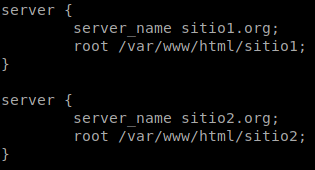 server {
        server_name sitio1.org;
        root /var/www/html/sitio1;
}

server {
        server_name sitio2.org;
        root /var/www/html/sitio2;
}